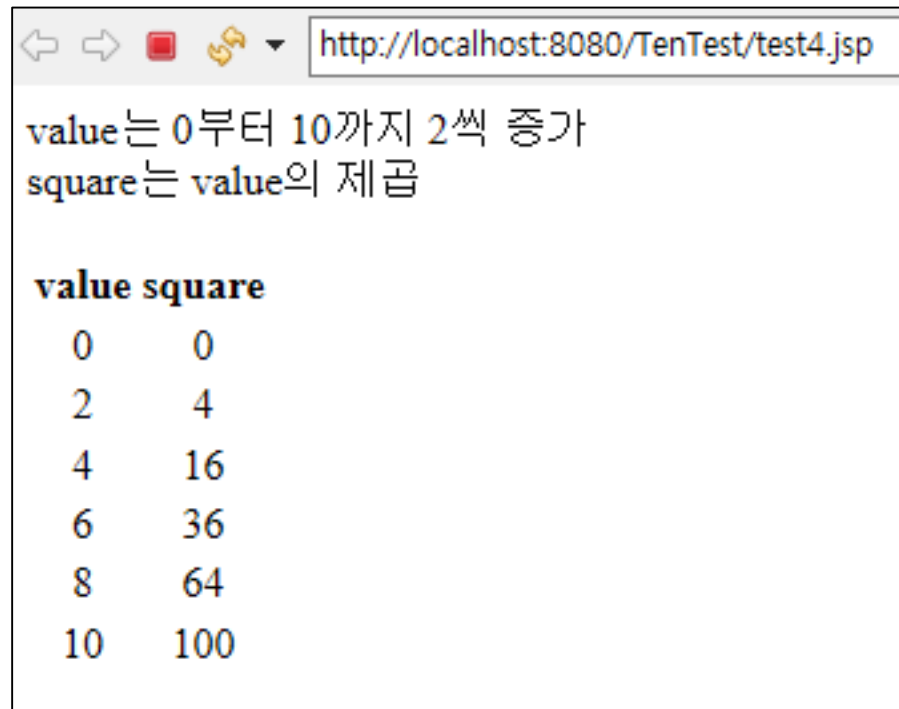 http://localhost:8080/TenTest/test4.jsp
value는 0부터 10까지 2씩 증가
square는 value의 제곱
value square
0 0
2 4
4 16
6 36
8 64
10 100